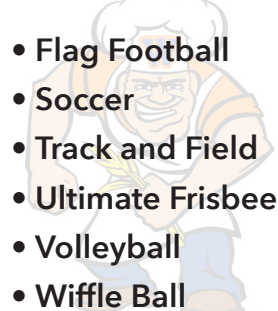 • Flag Football
• Soccer
• Track and Field
• Ultimate Frisbee
• Volleyball
• Wiffle Ball